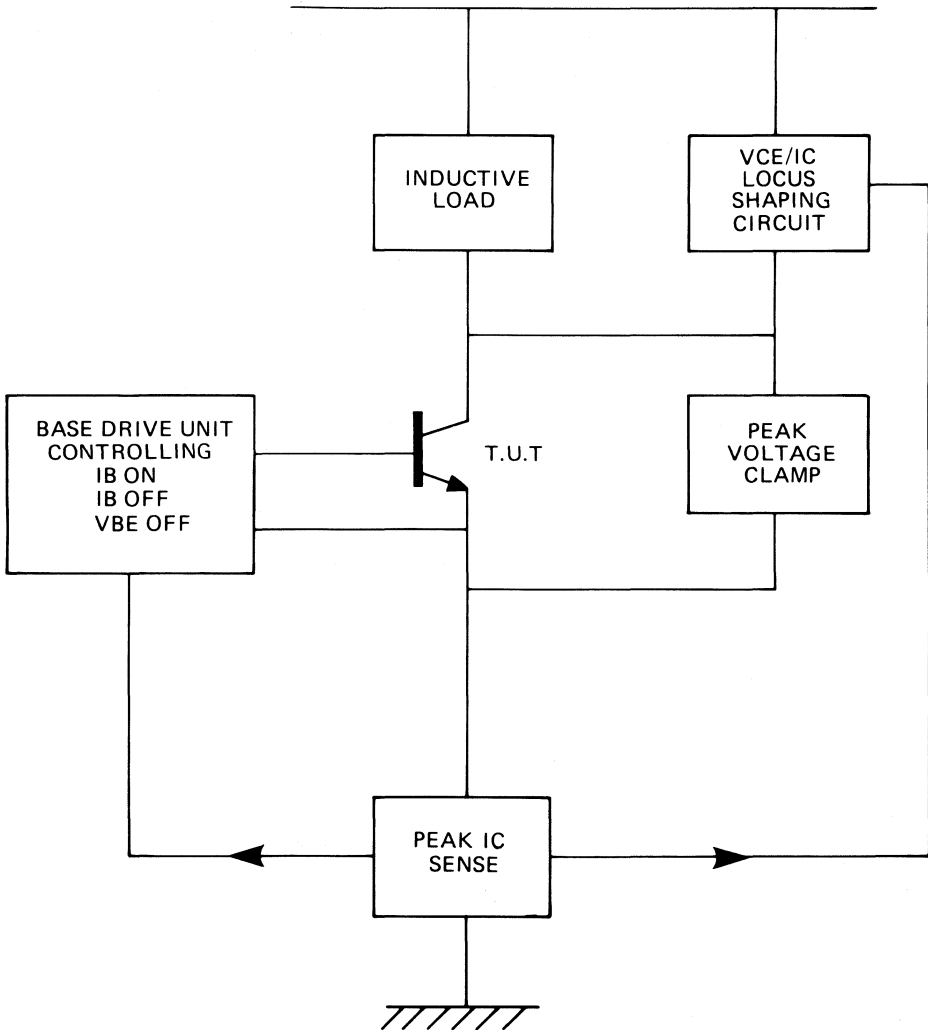 INDUCTIVE
LOAD
VCE/IC
LOCUS
SHAPING
CIRCUIT
BASE DRIVE UNIT
CONTROLLING
IB ON
IB OFF
VBE OFF
T.U.T
PEAK
VOLTAGE
CLAMP
PEAK IC
SENSE